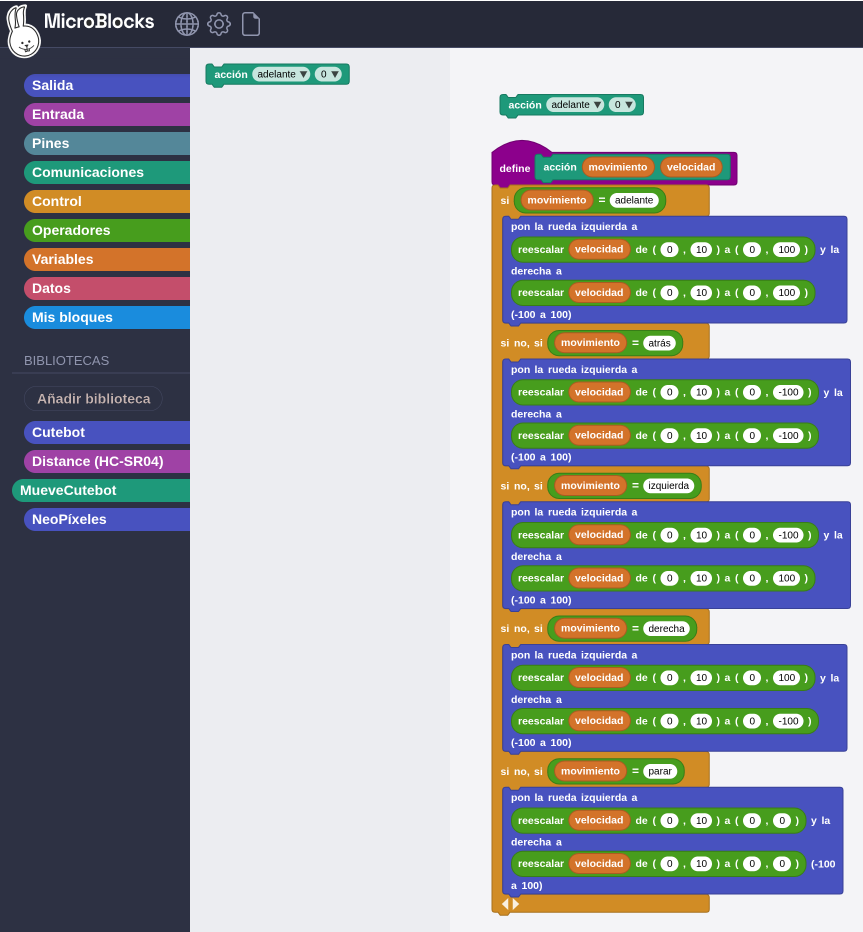 MicroBlocks
Salida
Entrada
Pines
Comunicaciones
Control
Operadores
Variables
Datos
Mis bloques
BIBLIOTECAS
Añadir biblioteca
Cutebot
Distance (HC-SR04)
MueveCutebot
NeoPíxeles
acción adelante 0
acción adelante 0
define acción movimiento velocidad
si movimiento = adelante
pon la rueda izquierda a
reescalar velocidad de ( 0 , 10 ) a ( 0 , 100 ) y la
derecha a
reescalar velocidad de ( 0 , 10 ) a ( 0 , 100 )
(-100 a 100)
si no, si movimiento = atrás
pon la rueda izquierda a
reescalar velocidad de ( 0 , 10 ) a ( 0 , -100 ) y la
derecha a
reescalar velocidad de ( 0 , 10 ) a ( 0 , -100 )
(-100 a 100)
si no, si movimiento = izquierda
pon la rueda izquierda a
reescalar velocidad de ( 0 , 10 ) a ( 0 , -100 ) y la
derecha a
reescalar velocidad de ( 0 , 10 ) a ( 0 , 100 )
(-100 a 100)
si no, si movimiento = derecha
pon la rueda izquierda a
reescalar velocidad de ( 0 , 10 ) a ( 0 , 100 ) y la
derecha a
reescalar velocidad de ( 0 , 10 ) a ( 0 , -100 )
(-100 a 100)
si no, si movimiento = parar
pon la rueda izquierda a
reescalar velocidad de ( 0 , 10 ) a ( 0 , 0 ) y la
derecha a
reescalar velocidad de ( 0 , 10 ) a ( 0 , 0 ) (-100
a 100)